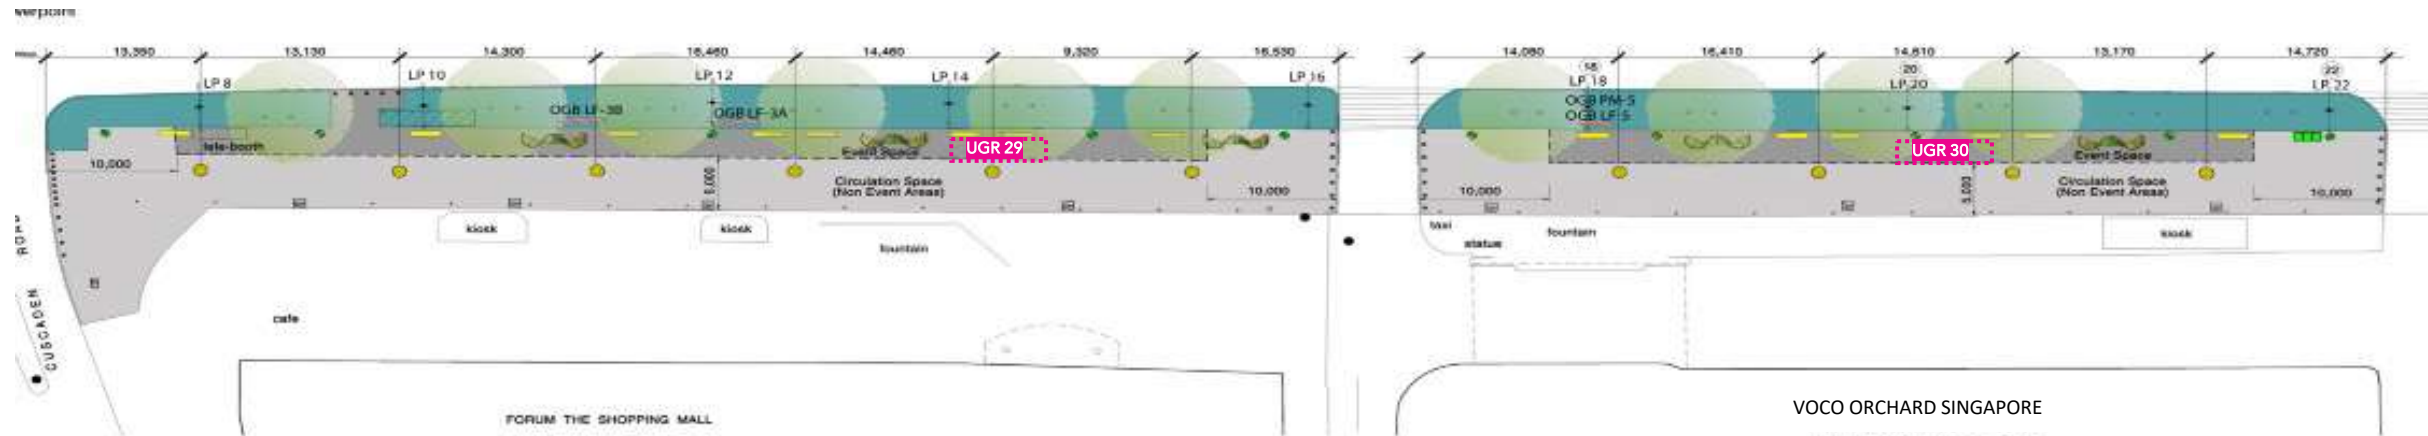 13,350
13,130
14,300
14,460
9,320
16,530
14,080
16,410
14,610
13,170
14,720
LP 8
LP 10
LP 12
LP 14
LP 16
18
LP 18
20
LP 20
22
LP 22
OGB LF-3B
OGB LF-3A
OGB PM-5
OGB LF-5
tele-booth
Event Space
UGR 29
UGR 30
Event Space
10,000
Circulation Space
(Non Event Areas)
10,000
10,000
5,000
Circulation Space
(Non Event Areas)
10,000
kiosk
kiosk
fountain
taxi
statue
fountain
kiosk
CUSCADEN ROAD
cafe
FORUM THE SHOPPING MALL
VOCO ORCHARD SINGAPORE